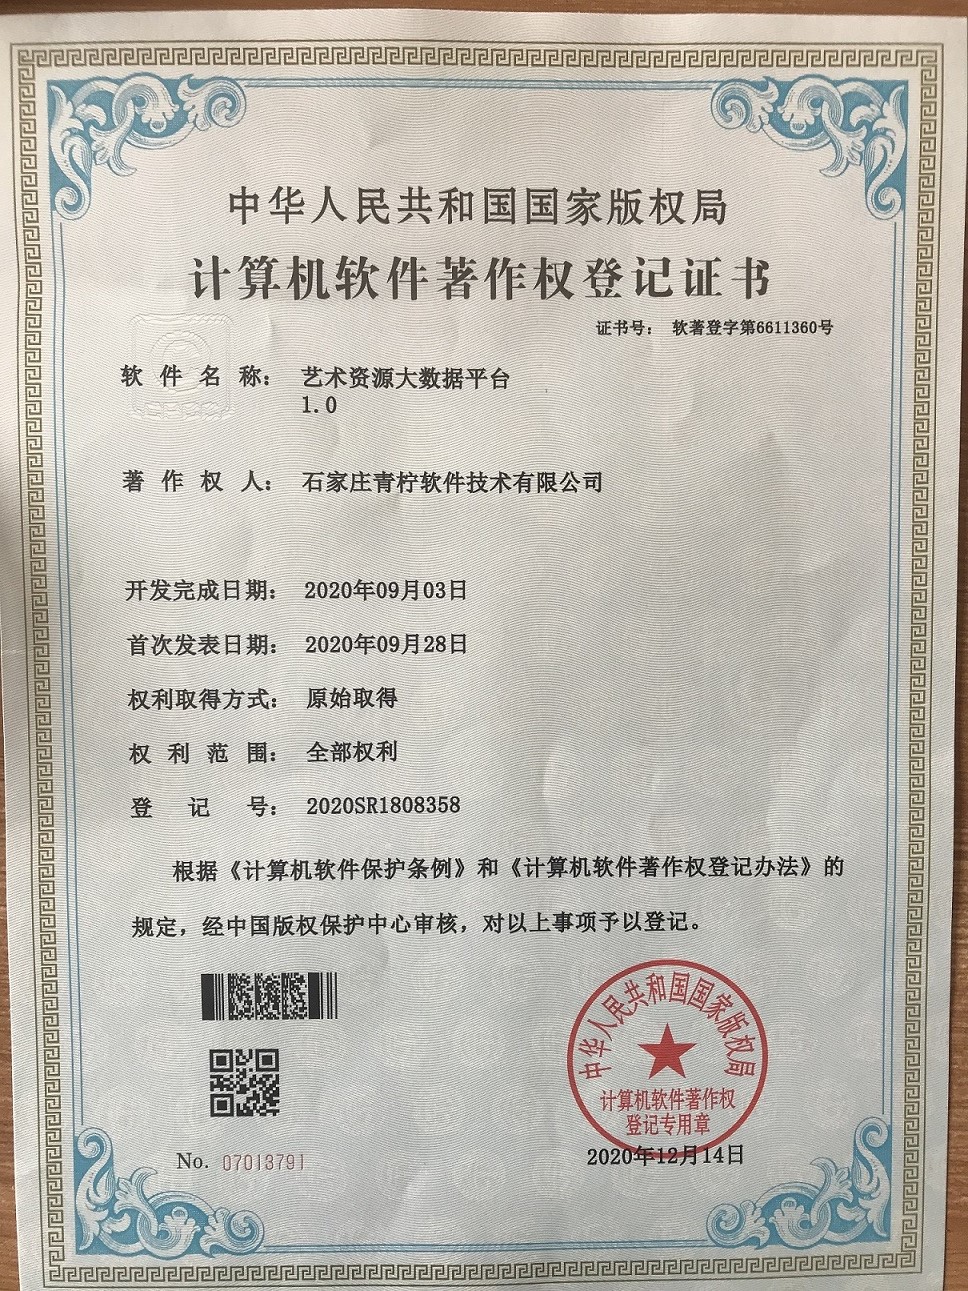 中华人民共和国国家版权局
计算机软件著作权登记证书
证书号： 软著登字第6611360号
软件名称： 艺术资源大数据平台
1.0
著作权人： 石家庄青柠软件技术有限公司
开发完成日期： 2020年09月03日
首次发表日期： 2020年09月28日
权利取得方式： 原始取得
权利范围： 全部权利
登记号： 2020SR1808358
根据《计算机软件保护条例》和《计算机软件著作权登记办法》的
规定，经中国版权保护中心审核，对以上事项予以登记。
中华人民共和国国家版权局
计算机软件著作权
登记专用章
No. 07013791
2020年12月14日